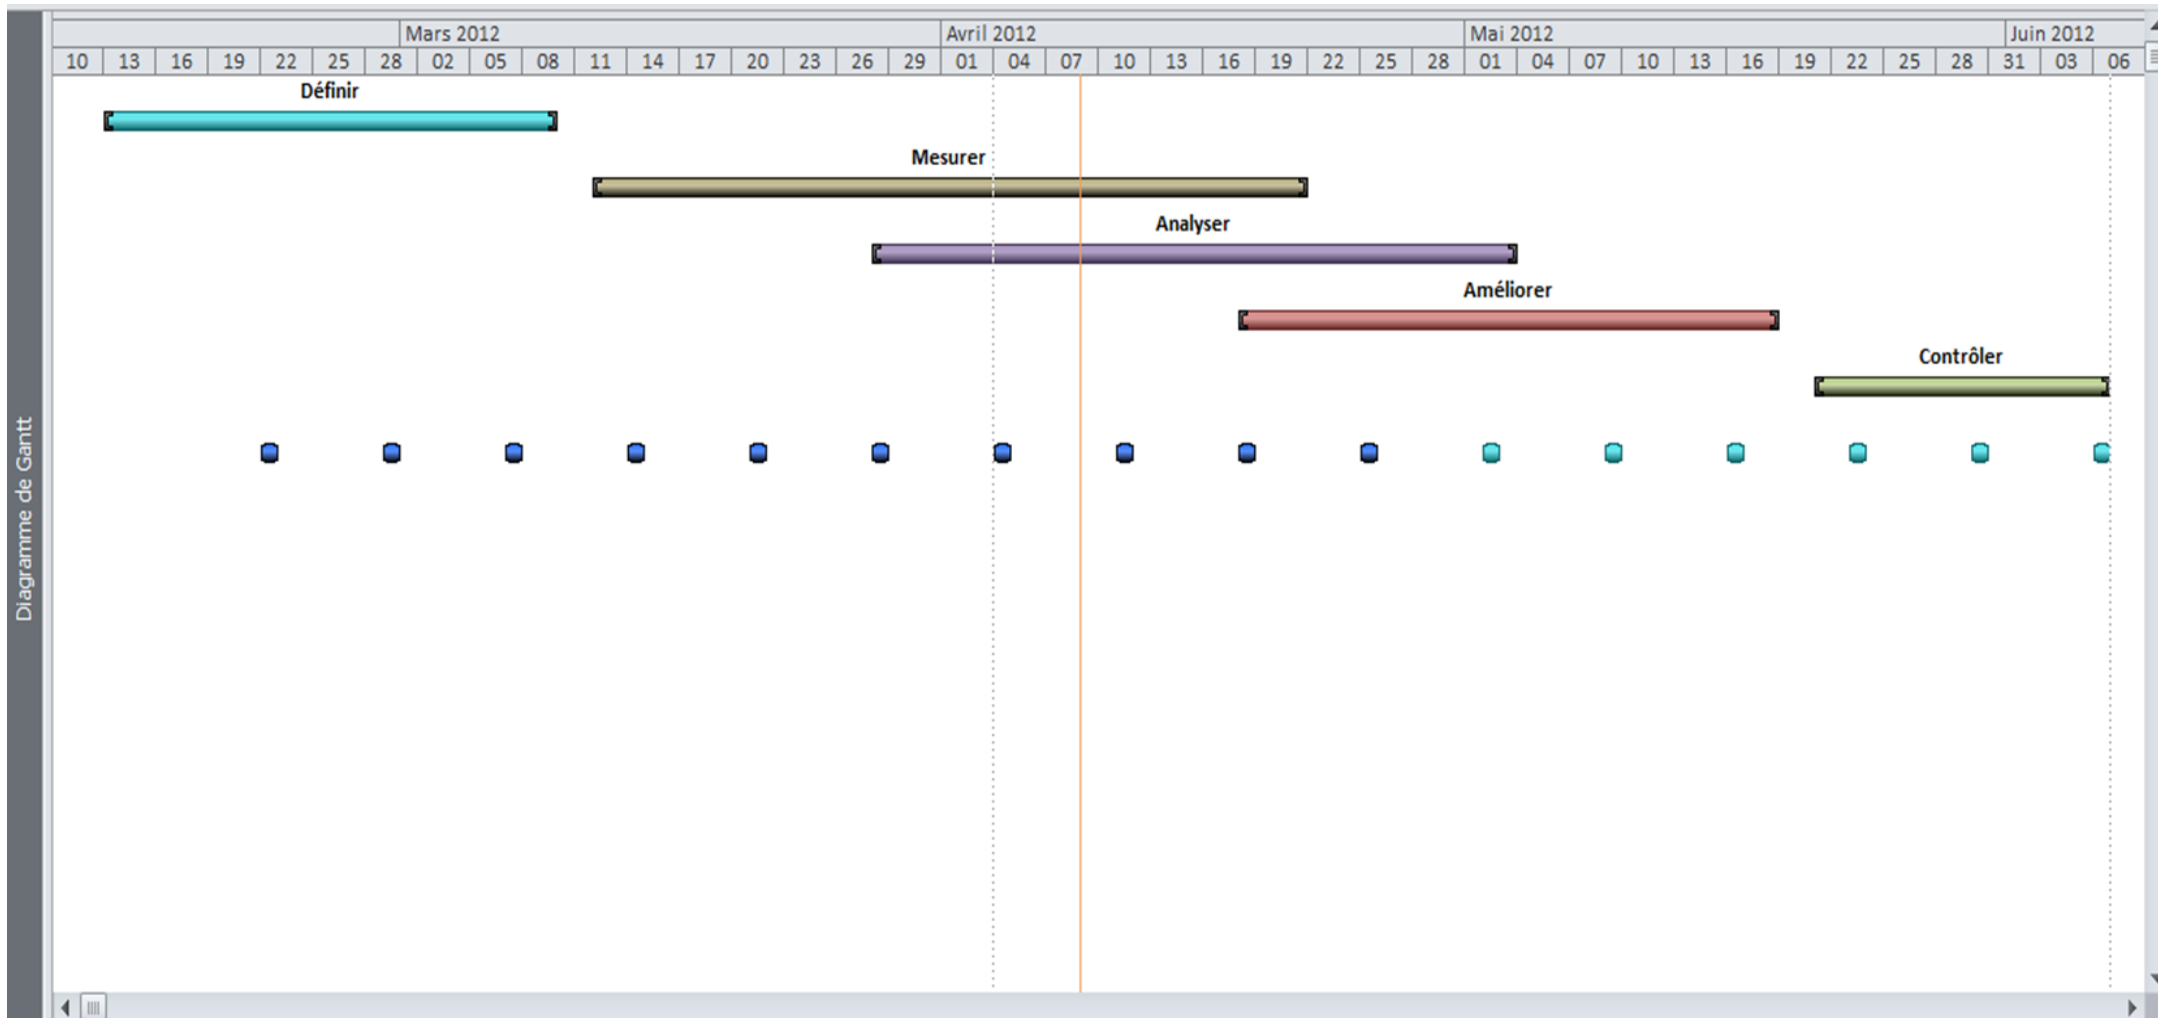 Mars 2012 Avril 2012 Mai 2012 Juin 2012
10 13 16 19 22 25 28 02 05 08 11 14 17 20 23 26 29 01 04 07 10 13 16 19 22 25 28 01 04 07 10 13 16 19 22 25 28 31 03 06
Définir
Mesurer
Analyser
Améliorer
Contrôler
Diagramme de Gantt